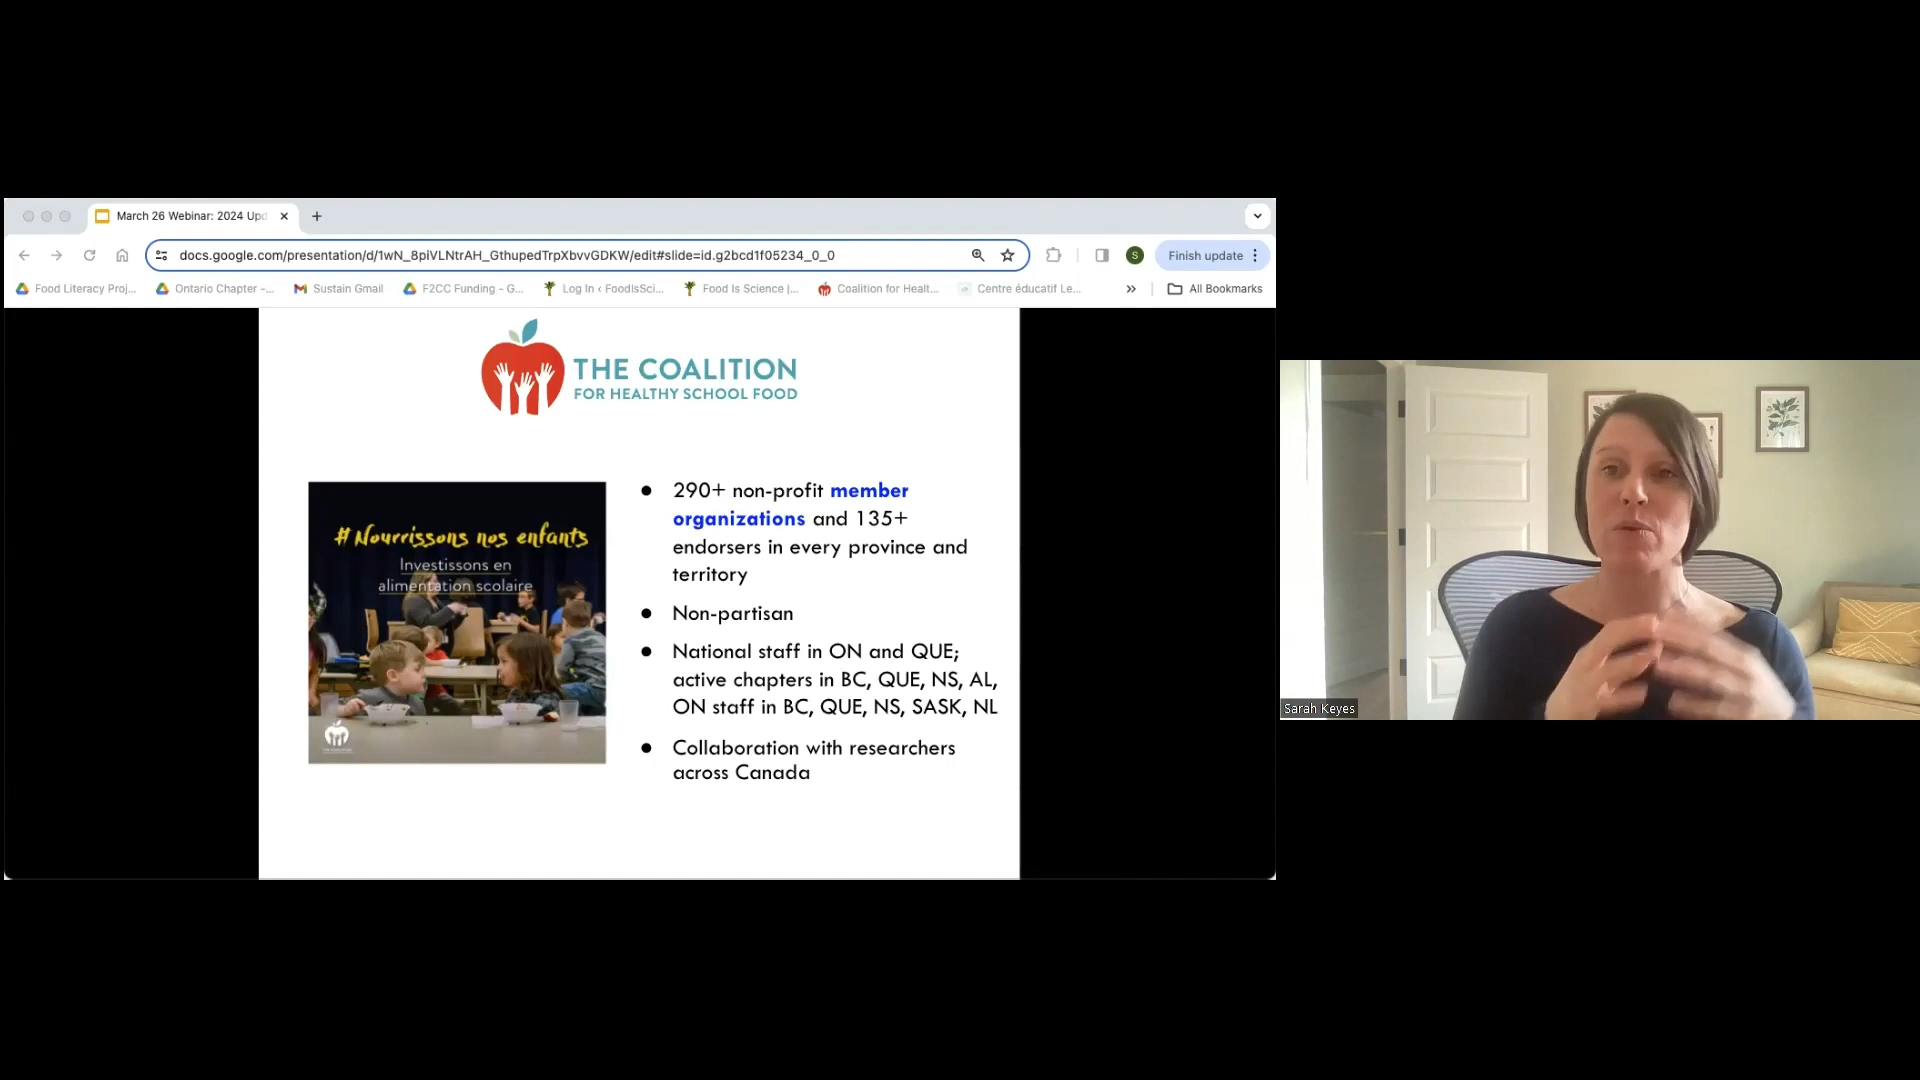 March 26 Webinar: 2024 Upd
docs.google.com/presentation/d/1wN_8piVLNtrAH_GthupedTrpXbvvGDKW/edit#slide=id.g2bcd1f05234_0_0
S
Finish update
Food Literacy Proj...
Ontario Chapter –...
Sustain Gmail
F2CC Funding - G...
Log In ‹ FoodIsSci...
Food Is Science |...
Coalition for Healt...
Centre éducatif Le...
All Bookmarks
THE COALITION
FOR HEALTHY SCHOOL FOOD
#Nourrissons nos enfants
Investissons en
alimentation scolaire
● 290+ non-profit member
organizations and 135+
endorsers in every province and
territory
● Non-partisan
● National staff in ON and QUE;
active chapters in BC, QUE, NS, AL,
ON staff in BC, QUE, NS, SASK, NL
● Collaboration with researchers
across Canada
Sarah Keyes